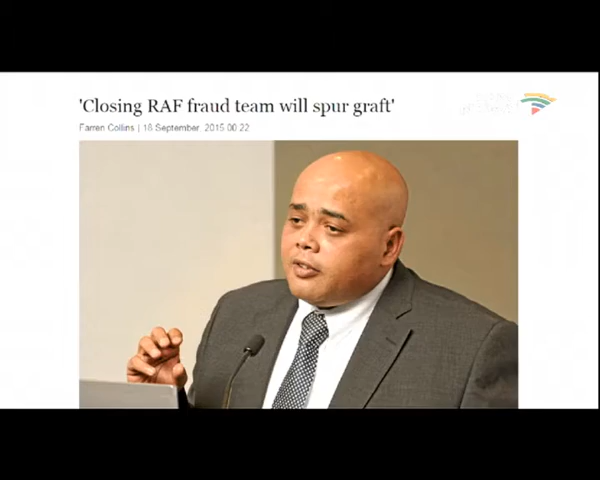 'Closing RAF fraud team will spur graft'
Farren Collins | 18 September, 2015 00:22